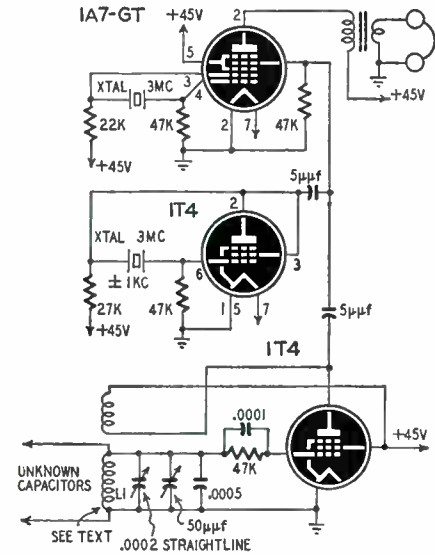 1A7-GT
+45V
2
5
3
4
XTAL
3MC
22K
47K
2
7
47K
+45V
+45V
5µµf
1T4
2
XTAL 3MC
± 1KC
6
3
27K
47K
1 5
7
+45V
5µµf
1T4
.0001
47K
+45V
UNKNOWN
CAPACITORS
L1
.0005
50µµf
SEE TEXT
.0002 STRAIGHTLINE